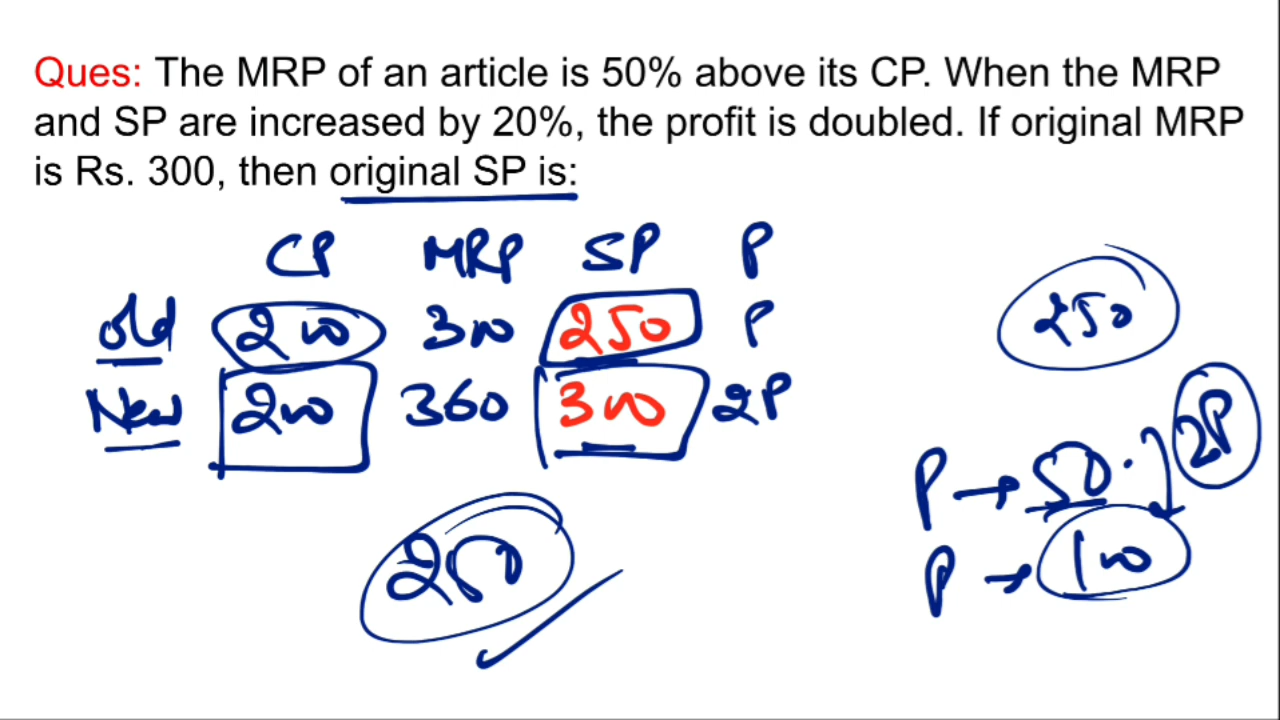 Ques: The MRP of an article is 50% above its CP. When the MRP
and SP are increased by 20%, the profit is doubled. If original MRP
is Rs. 300, then original SP is:
CP MRP SP P
old 200 300 250 P
New 200 360 300 2P
250
2P
P → 50.
P → 100
250